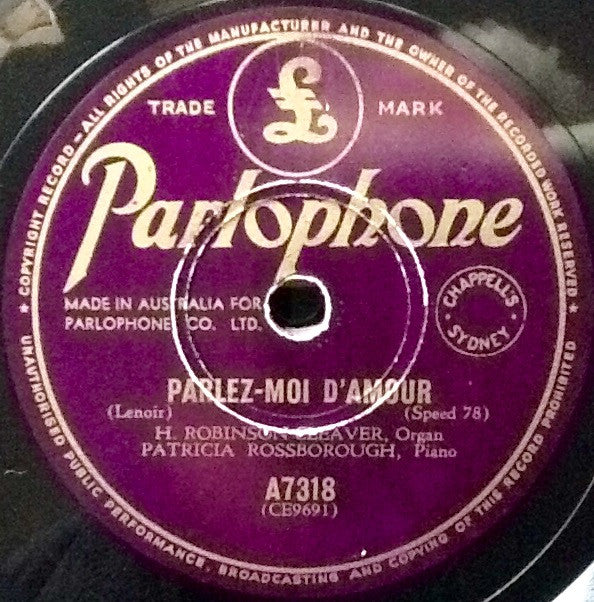 ★ COPYRIGHT RECORD – ALL RIGHTS OF THE MANUFACTURER AND THE OWNER OF THE RECORDED WORK RESERVED ★
TRADE £ MARK
Parlophone
MADE IN AUSTRALIA FOR
PARLOPHONE CO. LTD.
CHAPPELL'S
SYDNEY
PARLEZ-MOI D'AMOUR
(Lenoir) (Speed 78)
H. ROBINSON CLEAVER, Organ
PATRICIA ROSSBOROUGH, Piano
A7318
(CE9691)
UNAUTHORISED PUBLIC PERFORMANCE, BROADCASTING AND COPYING OF THIS RECORD PROHIBITED